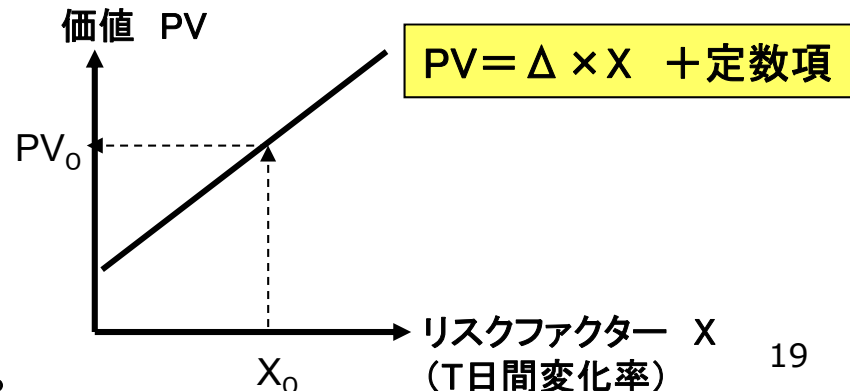 価値 PV
PV=Δ×X +定数項
PV₀
リスクファクター X
(T日間変化率)
X₀
19